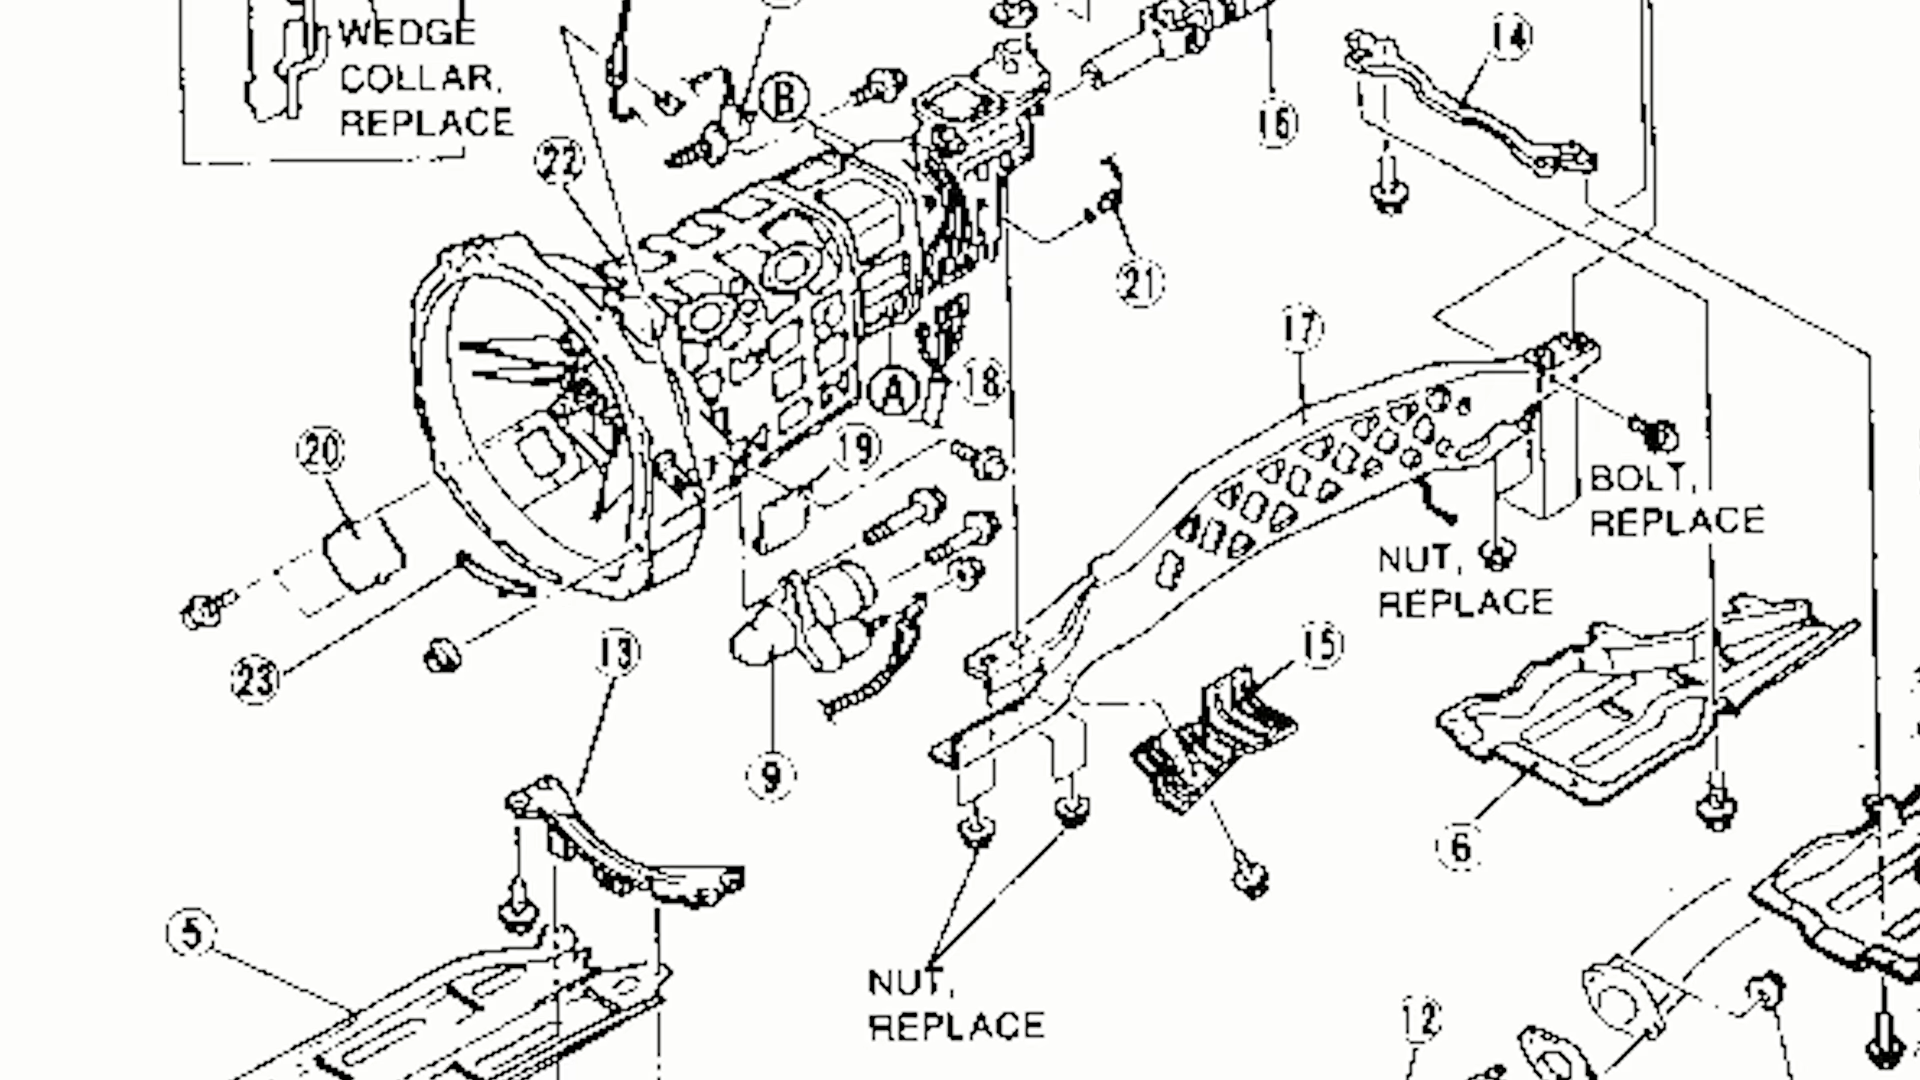 WEDGE
COLLAR,
REPLACE
14
B
16
22
21
17
A
18
19
20
BOLT,
REPLACE
NUT,
REPLACE
13
15
23
9
6
5
NUT,
REPLACE
12